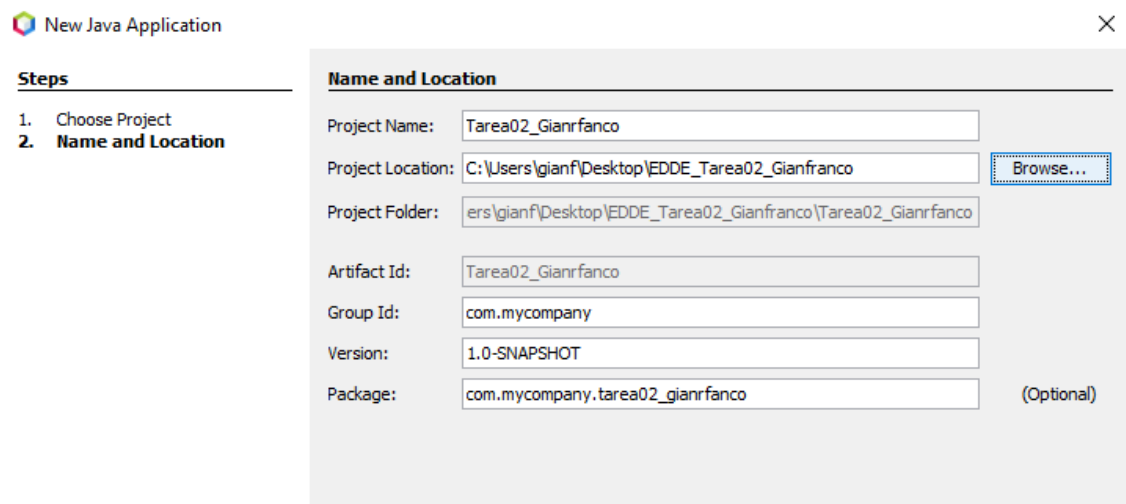 New Java Application
Steps
1. Choose Project
2. Name and Location
Name and Location
Project Name: Tarea02_Gianrfanco
Project Location: C:\Users\gianf\Desktop\EDDE_Tarea02_Gianfranco Browse...
Project Folder: ers\gianf\Desktop\EDDE_Tarea02_Gianfranco\Tarea02_Gianrfanco
Artifact Id: Tarea02_Gianrfanco
Group Id: com.mycompany
Version: 1.0-SNAPSHOT
Package: com.mycompany.tarea02_gianrfanco (Optional)